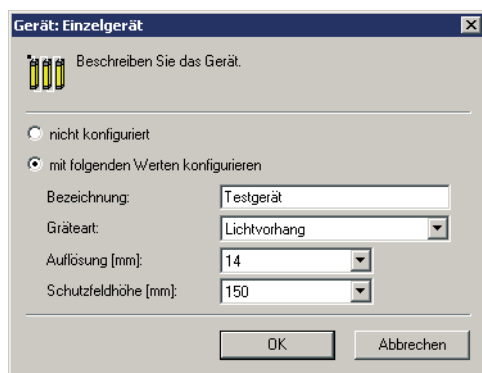 Gerät: Einzelgerät
Beschreiben Sie das Gerät.
nicht konfiguriert
mit folgenden Werten konfigurieren
Bezeichnung: Testgerät
Gräteart: Lichtvorhang
Auflösung [mm]: 14
Schutzfeldhöhe [mm]: 150
OK Abbrechen